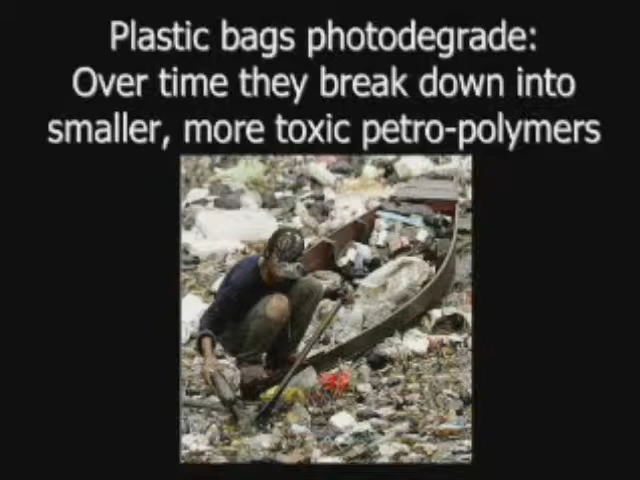 Plastic bags photodegrade:
Over time they break down into
smaller, more toxic petro-polymers